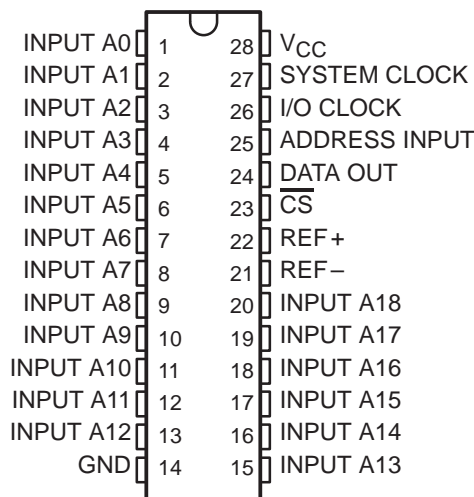 INPUT A0 1 28 VCC
INPUT A1 2 27 SYSTEM CLOCK
INPUT A2 3 26 I/O CLOCK
INPUT A3 4 25 ADDRESS INPUT
INPUT A4 5 24 DATA OUT
INPUT A5 6 23 C̅S̅
INPUT A6 7 22 REF+
INPUT A7 8 21 REF–
INPUT A8 9 20 INPUT A18
INPUT A9 10 19 INPUT A17
INPUT A10 11 18 INPUT A16
INPUT A11 12 17 INPUT A15
INPUT A12 13 16 INPUT A14
GND 14 15 INPUT A13